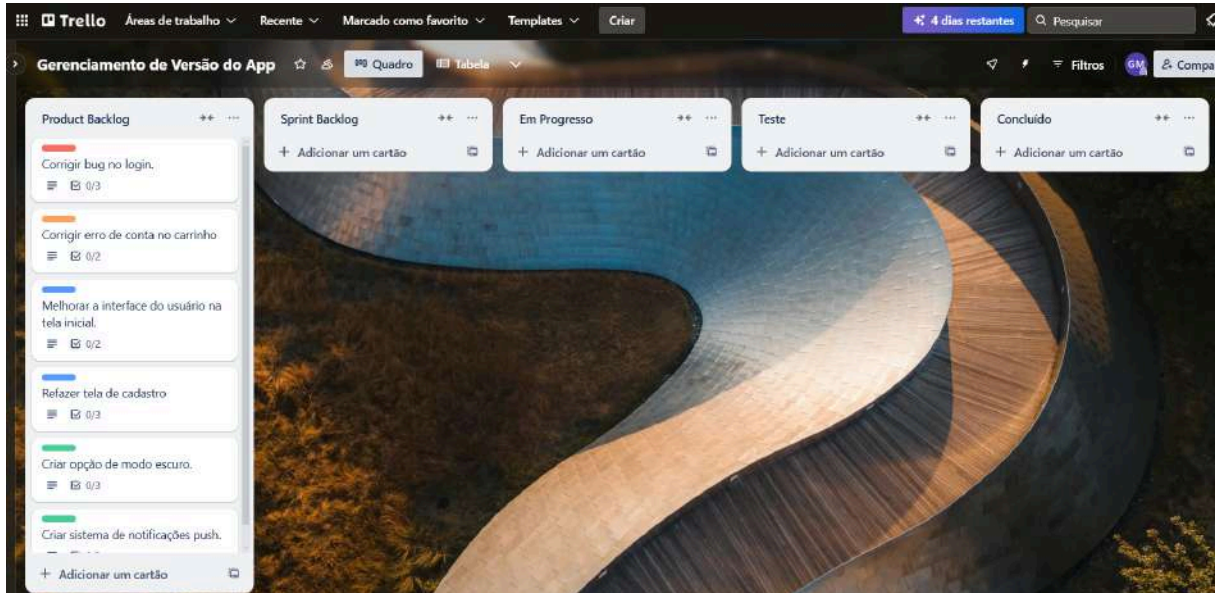 Trello Áreas de trabalho Recente Marcado como favorito Templates Criar 4 dias restantes Pesquisar
Gerenciamento de Versão do App Quadro Tabela Filtros GM Compa
Product Backlog
Corrigir bug no login.
0/3
Corrigir erro de conta no carrinho
0/2
Melhorar a interface do usuário na
tela inicial.
0/2
Refazer tela de cadastro
0/3
Criar opção de modo escuro.
0/3
Criar sistema de notificações push.
+ Adicionar um cartão
Sprint Backlog
+ Adicionar um cartão
Em Progresso
+ Adicionar um cartão
Teste
+ Adicionar um cartão
Concluído
+ Adicionar um cartão